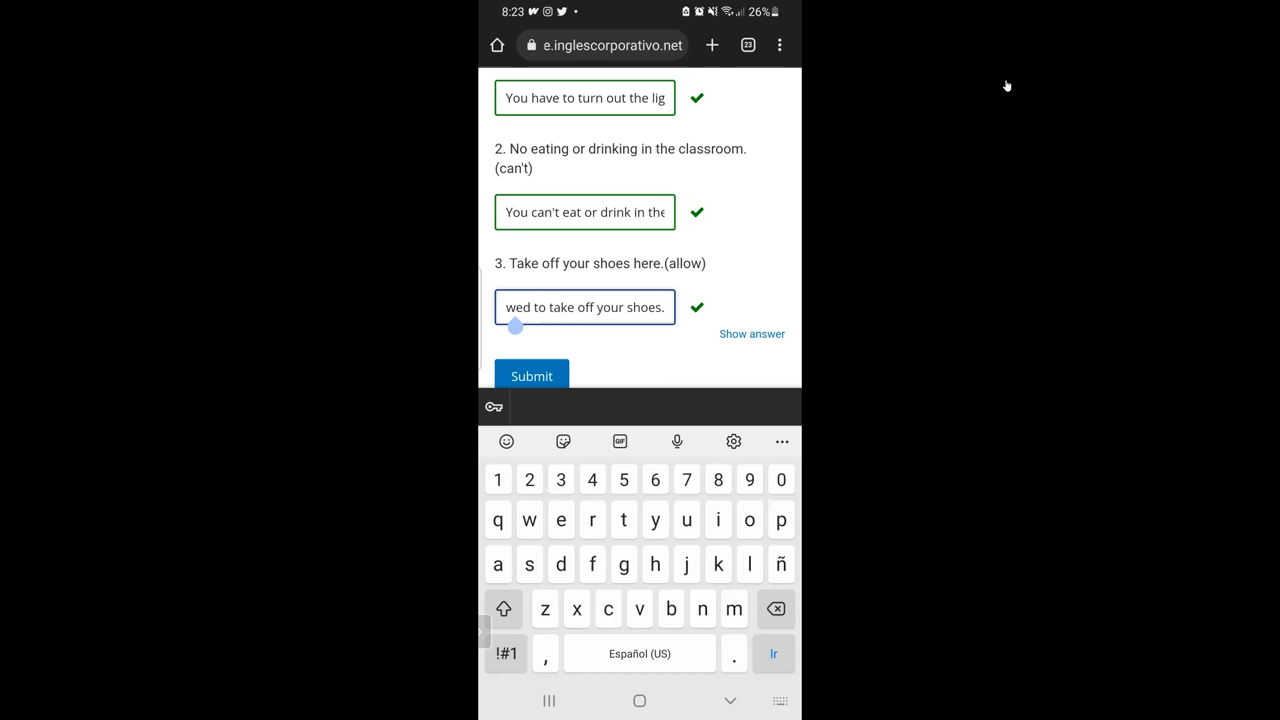 8:23
26%
e.inglescorporativo.net
23
You have to turn out the lig
2. No eating or drinking in the classroom.
(can't)
You can't eat or drink in the
3. Take off your shoes here.(allow)
wed to take off your shoes.
Show answer
Submit
GIF
1 2 3 4 5 6 7 8 9 0
q w e r t y u i o p
a s d f g h j k l ñ
z x c v b n m
!#1 , Español (US) . Ir